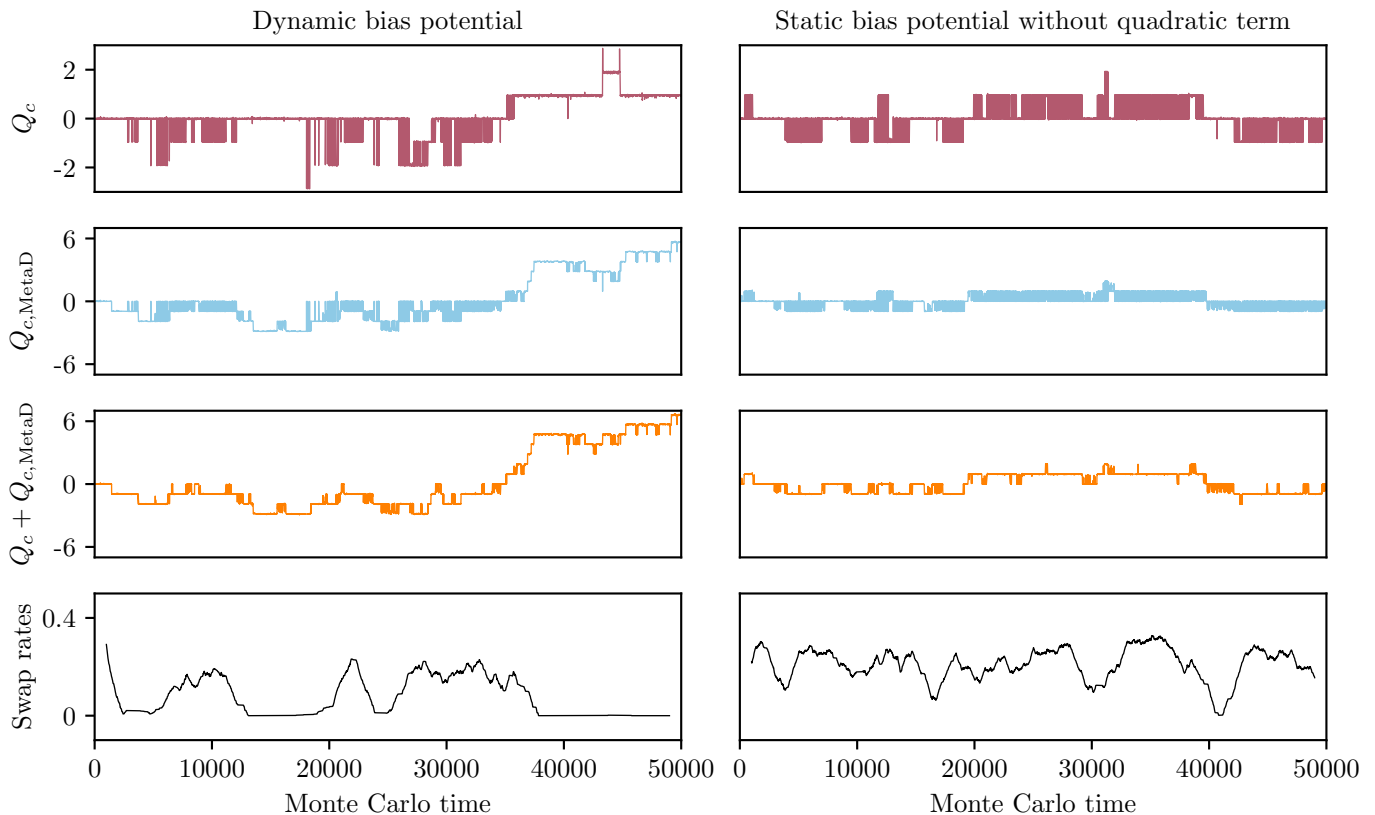 Dynamic bias potential
Static bias potential without quadratic term
Q_c
2
0
-2
Q_{c,MetaD}
6
0
-6
Q_c + Q_{c,MetaD}
6
0
-6
Swap rates
0.4
0
0 10000 20000 30000 40000 50000
0 10000 20000 30000 40000 50000
Monte Carlo time
Monte Carlo time